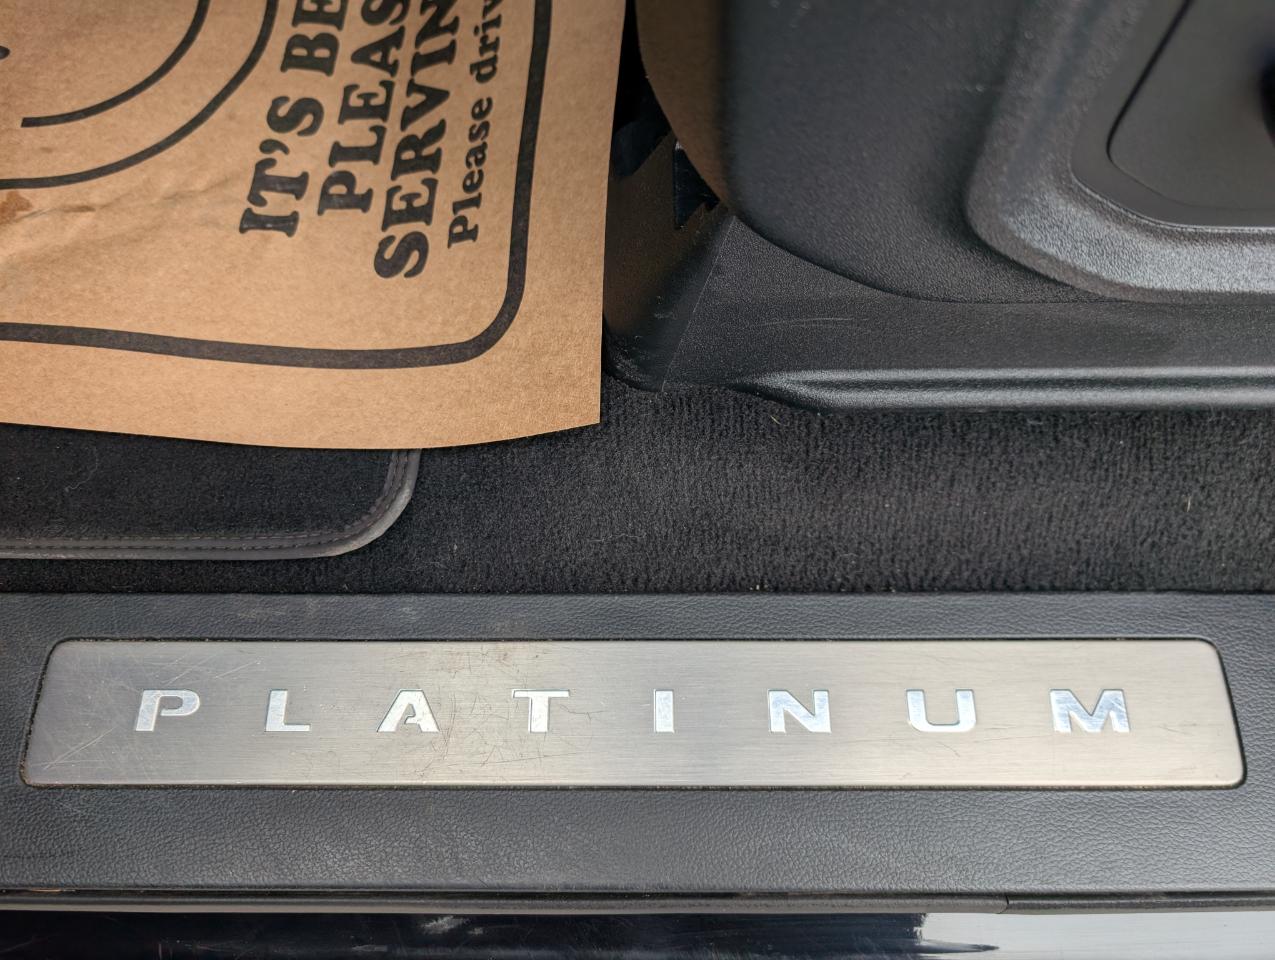 IT'S BE
PLEAS
SERVIN
Please driv
PLATINUM